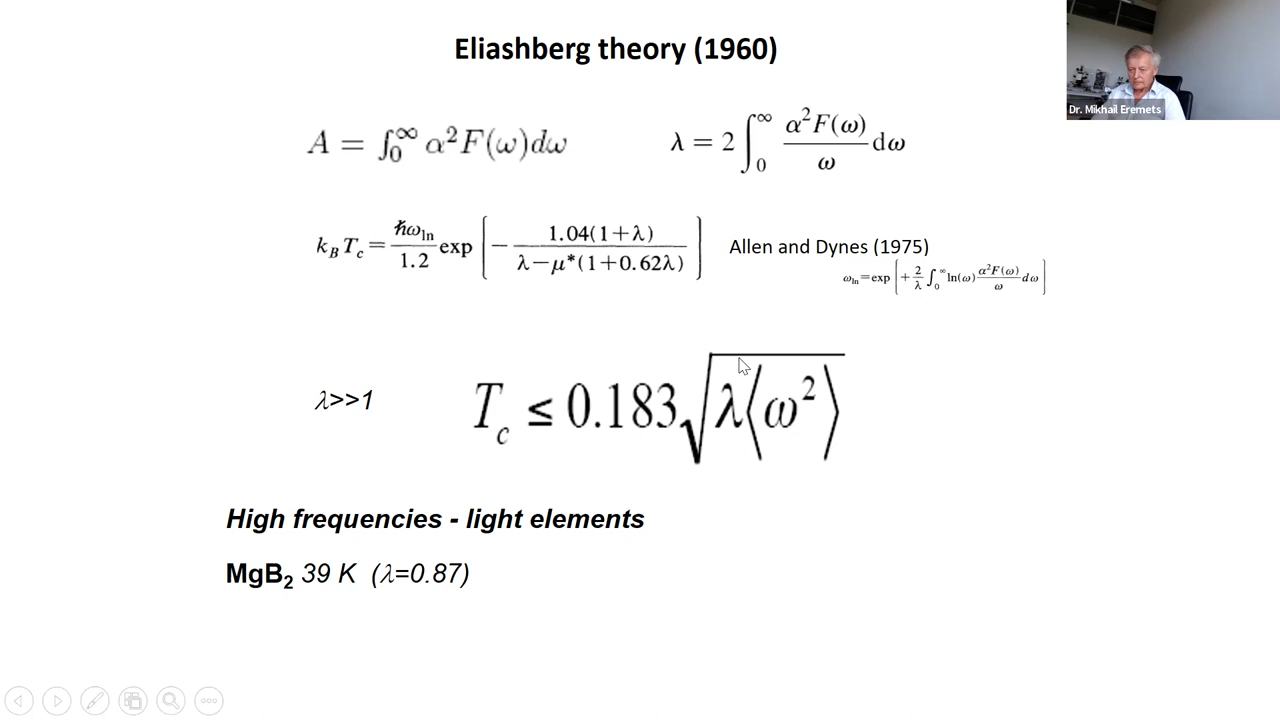 Eliashberg theory (1960)
Dr. Mikhail Eremets
A = ∫₀^∞ α²F(ω)dω
λ = 2 ∫₀^∞ α²F(ω)/ω dω
k_B T_c = ħω_ln/1.2 exp [ − 1.04(1+λ)/λ−μ*(1+0.62λ) ]
Allen and Dynes (1975)
ω_ln = exp [ + 2/λ ∫₀^∞ ln(ω) α²F(ω)/ω dω ]
λ>>1
T_c ≤ 0.183√λ⟨ω²⟩
High frequencies - light elements
MgB₂ 39 K (λ=0.87)